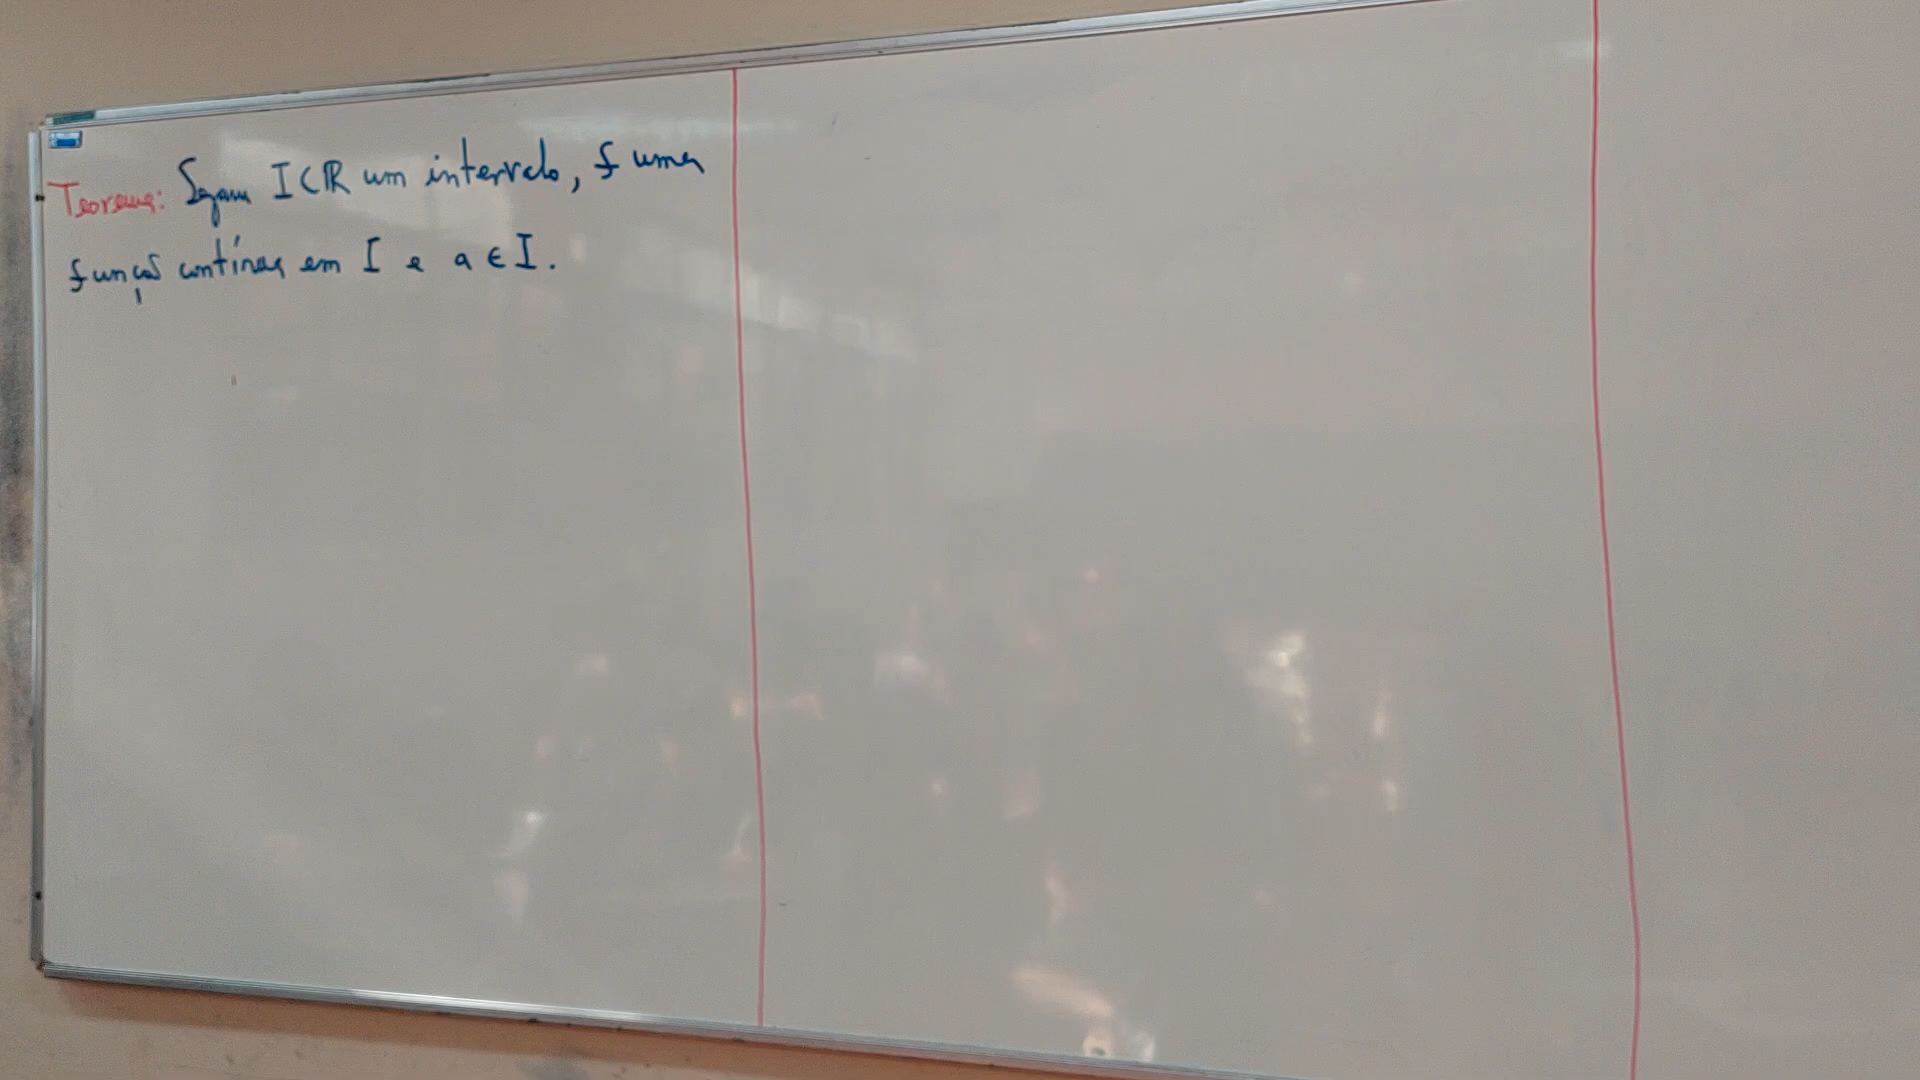 Teorema: Sejam I ⊂ ℝ um intervalo, f uma
função contínua em I e a ∈ I.